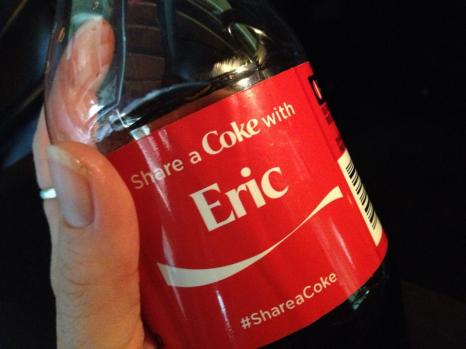 Share a Coke with
Eric
#ShareaCoke